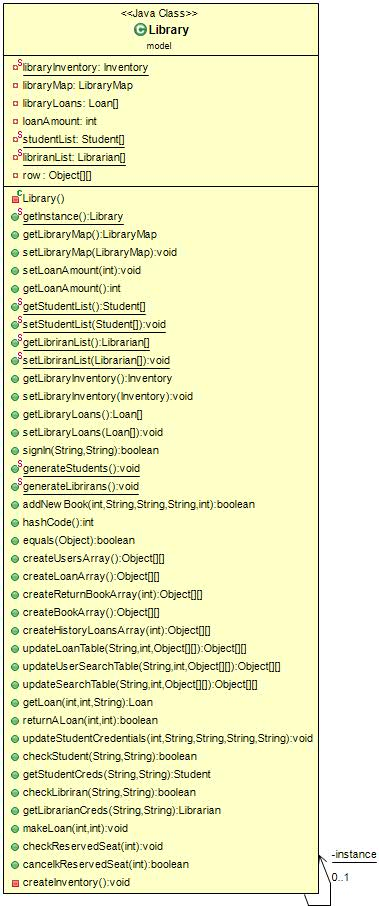 <<Java Class>>
Library
model
libraryInventory: Inventory
libraryMap: LibraryMap
libraryLoans: Loan[]
loanAmount: int
studentList: Student[]
libriranList: Librarian[]
row: Object[][]
Library()
getInstance():Library
getLibraryMap():LibraryMap
setLibraryMap(LibraryMap):void
setLoanAmount(int):void
getLoanAmount():int
getStudentList():Student[]
setStudentList(Student[]):void
getLibriranList():Librarian[]
setLibriranList(Librarian[]):void
getLibraryInventory():Inventory
setLibraryInventory(Inventory):void
getLibraryLoans():Loan[]
setLibraryLoans(Loan[]):void
signIn(String,String):boolean
generateStudents():void
generateLibrirans():void
addNewBook(int,String,String,String,int):boolean
hashCode():int
equals(Object):boolean
createUsersArray():Object[][]
createLoanArray():Object[][]
createReturnBookArray(int):Object[][]
createBookArray():Object[][]
createHistoryLoansArray(int):Object[][]
updateLoanTable(String,int,Object[][]):Object[][]
updateUserSearchTable(String,int,Object[][]):Object[][]
updateSearchTable(String,int,Object[][]):Object[][]
getLoan(int,int,String):Loan
returnALoan(int,int):boolean
updateStudentCredentials(int,String,String,String,String):void
checkStudent(String,String):boolean
getStudentCreds(String,String):Student
checkLibriran(String,String):boolean
getLibrarianCreds(String,String):Librarian
makeLoan(int,int):void
checkReservedSeat(int):void
cancelkReservedSeat(int):boolean
createInventory():void
-instance
0..1